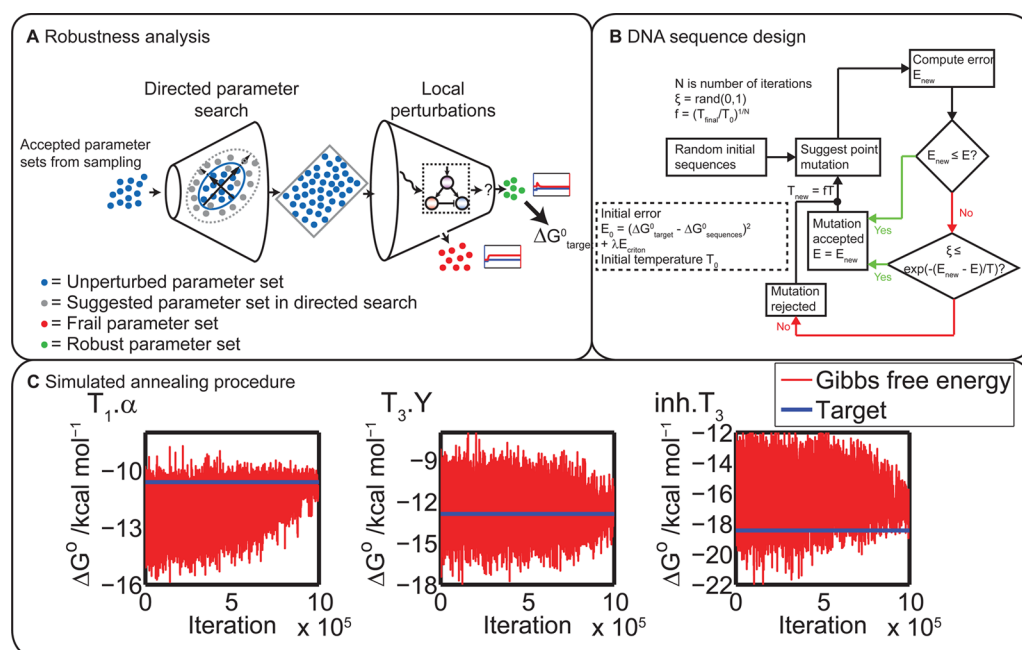 A Robustness analysis
Directed parameter
search
Local
perturbations
Accepted parameter
sets from sampling
?
ΔG⁰target
= Unperturbed parameter set
= Suggested parameter set in directed search
= Frail parameter set
= Robust parameter set
B DNA sequence design
N is number of iterations
ξ = rand(0,1)
f = (Tfinal/T0)^1/N
Compute error
Enew
Random initial
sequences
Suggest point
mutation
Enew ≤ E?
Tnew = fT
Initial error
E0 = (ΔG⁰target - ΔG⁰sequences)²
+ λEcriton
Initial temperature T0
Mutation
accepted
E = Enew
Yes
No
ξ ≤
exp(-(Enew - E)/T)?
Yes
Mutation
rejected
No
C Simulated annealing procedure
Gibbs free energy
Target
T1.α
ΔG° /kcal mol⁻¹
−10
−13
−16
0
5
10
Iteration
x 10⁵
T3.Y
ΔG° /kcal mol⁻¹
−9
−12
−15
−18
0
5
10
Iteration
x 10⁵
inh.T3
ΔG° /kcal mol⁻¹
−12
−14
−16
−18
−20
−22
0
5
10
Iteration
x 10⁵